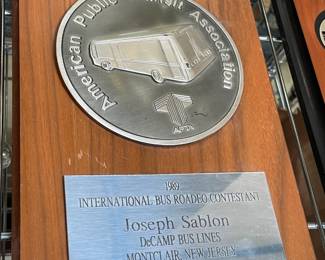 American Public Transit Association
APTA
1989
INTERNATIONAL BUS ROADEO CONTESTANT
Joseph Sablon
DeCAMP BUS LINES
MONTCLAIR, NEW JERSEY